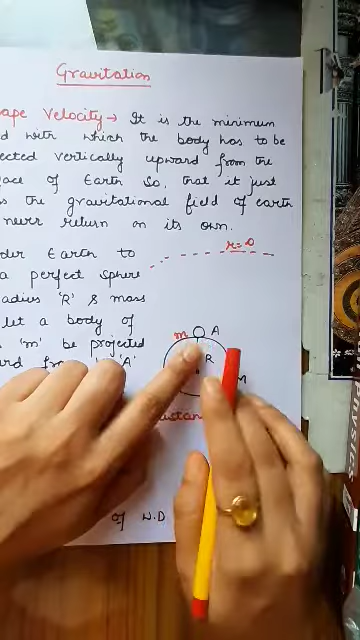 Gravitation
ape Velocity → It is the minimum
d with which the body has to be
ected vertically upward from the
ace of Earth so, that it just
s the gravitational field of earth
never return on its own.
der Earth to
a perfect sphere
adius 'R' & mass
let a body of
'm' be projected
ard from 'A'
r=∞
m A
R
M
istan
of W.D